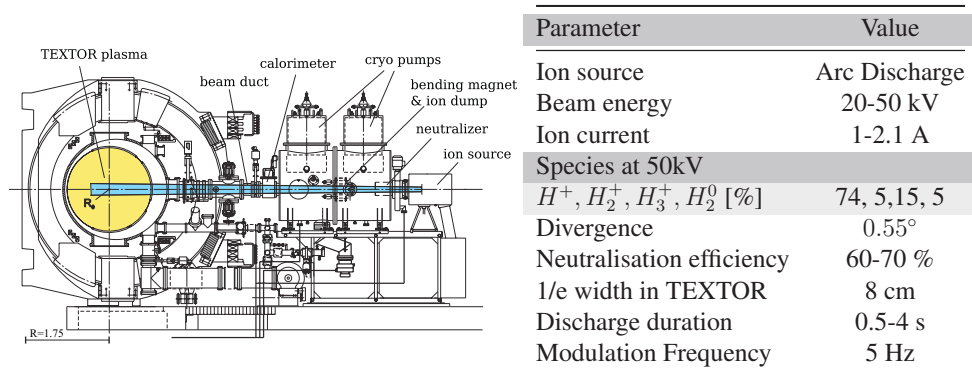 TEXTOR plasma
beam duct
calorimeter
cryo pumps
bending magnet
& ion dump
neutralizer
ion source
R₀
R=1.75
Parameter Value
Ion source Arc Discharge
Beam energy 20-50 kV
Ion current 1-2.1 A
Species at 50kV
H⁺, H₂⁺, H₃⁺, H₂⁰ [%] 74, 5,15, 5
Divergence 0.55°
Neutralisation efficiency 60-70 %
1/e width in TEXTOR 8 cm
Discharge duration 0.5-4 s
Modulation Frequency 5 Hz